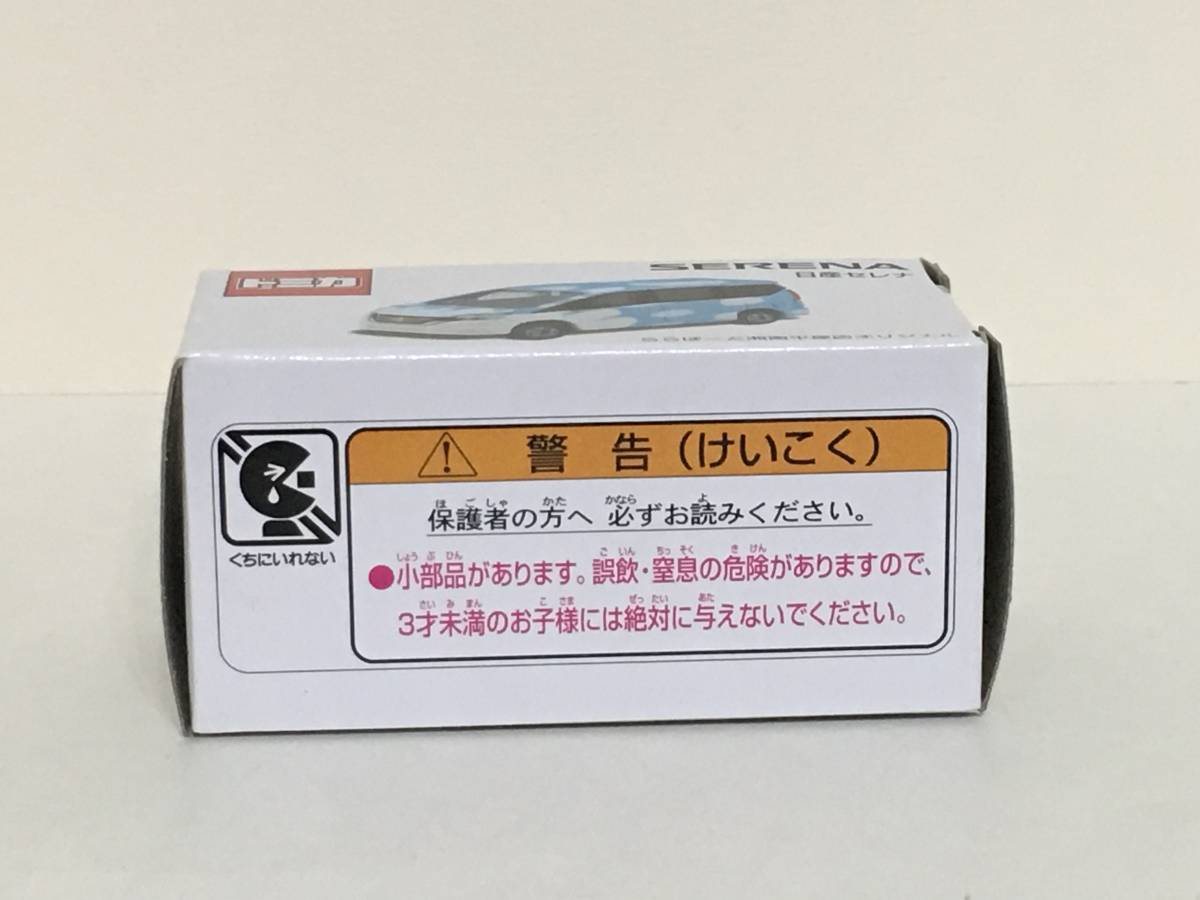 トミカ
SERENA
日産セレナ
警 告 (けいこく)
くちにいれない
保護者の方へ 必ずお読みください。
●小部品があります。誤飲・窒息の危険がありますので、
3才未満のお子様には絶対に与えないでください。